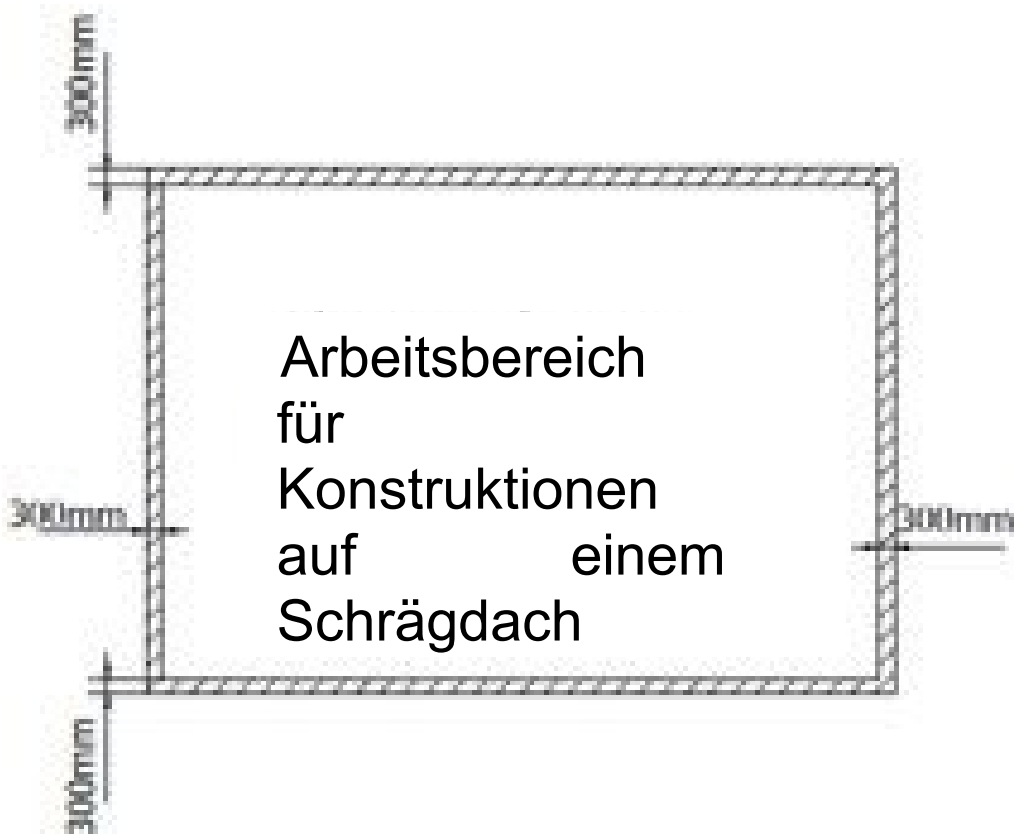 300mm
Arbeitsbereich
für
Konstruktionen
auf einem
Schrägdach
300mm
300mm
300mm